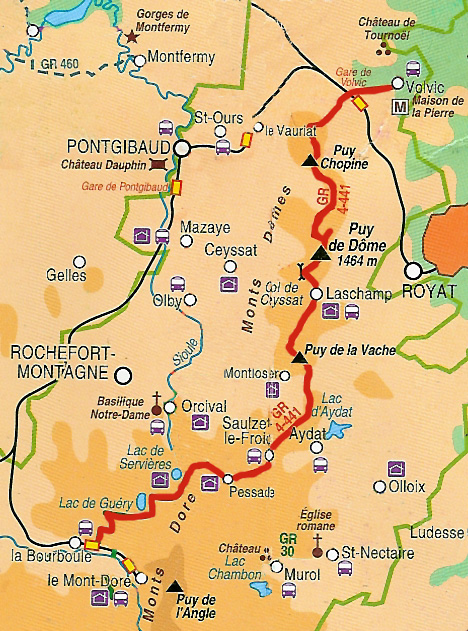 Gorges de
Montfermy
Château de
Tournoël
GR 460
Montfermy
Gare de
Volvic
Volvic
M
Maison de
la Pierre
St-Ours
le Vauriat
PONTGIBAUD
Château Dauphin
Puy
Chopine
Gare de Pontgibaud
GR
4-441
Monts Dômes
Mazaye
Puy
de Dôme
1464 m
Ceyssat
Gelles
Col de
Ceyssat
ROYAT
Olby
Laschamp
Sioule
Puy de la Vache
ROCHEFORT-
MONTAGNE
Montlosier
Basilique
Notre-Dame
Orcival
GR
4-441
Lac
d'Aydat
Saulzet-
le-Froid
Aydat
Lac de
Servières
Pessade
Olloix
Lac de Guéry
Monts Dore
Église
romane
Ludesse
GR
30
la Bourboule
Château
St-Nectaire
le Mont-Dore
Lac
Chambon
Murol
Puy de
l'Angle